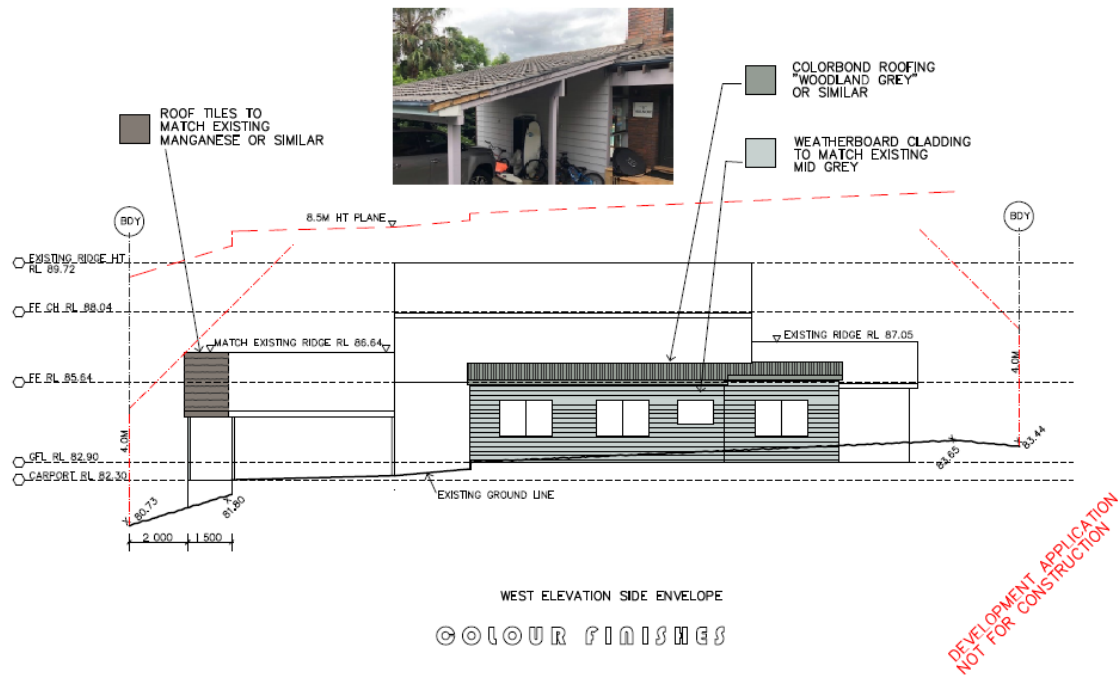 COLORBOND ROOFING
"WOODLAND GREY"
OR SIMILAR
ROOF TILES TO
MATCH EXISTING
MANGANESE OR SIMILAR
WEATHERBOARD CLADDING
TO MATCH EXISTING
MID GREY
BDY
8.5M HT PLANE
BDY
EXISTING RIDGE HT
RL 89.72
FF CH RL 88.04
MATCH EXISTING RIDGE RL 86.64
EXISTING RIDGE RL 87.05
FF RL 85.64
4.0M
4.0M
GFL RL 82.90
CARPORT RL 82.30
EXISTING GROUND LINE
80.73
81.80
83.65
83.44
2 000
1 500
WEST ELEVATION SIDE ENVELOPE
COLOUR FINISHES
DEVELOPMENT APPLICATION
NOT FOR CONSTRUCTION